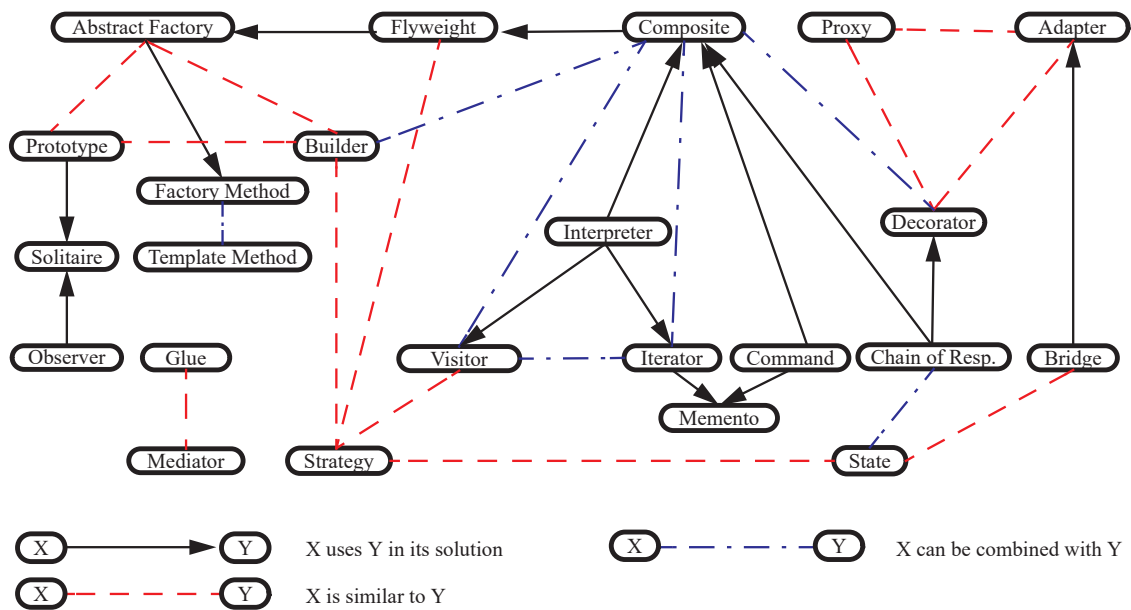 Abstract Factory
Flyweight
Composite
Proxy
Adapter
Prototype
Builder
Factory Method
Decorator
Interpreter
Solitaire
Template Method
Observer
Glue
Visitor
Iterator
Command
Chain of Resp.
Bridge
Memento
Mediator
Strategy
State
X
Y
X uses Y in its solution
X
Y
X can be combined with Y
X
Y
X is similar to Y